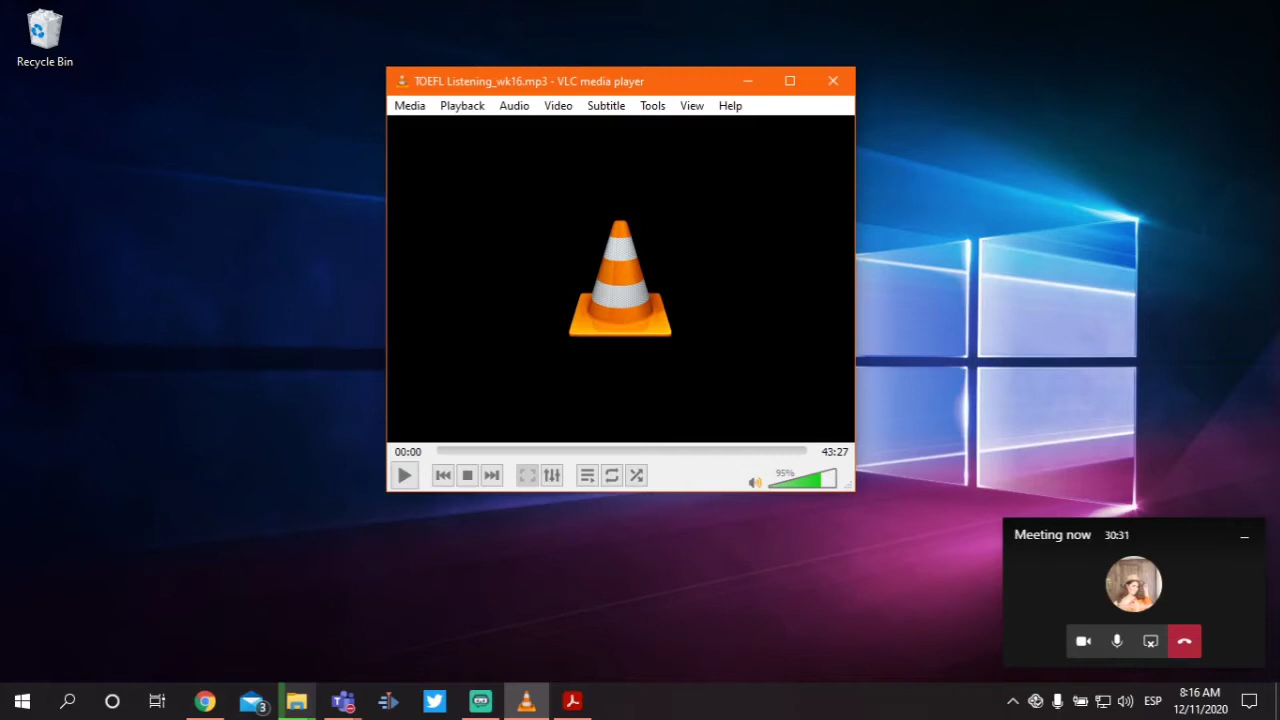 Recycle Bin
TOEFL Listening_wk16.mp3 - VLC media player
Media Playback Audio Video Subtitle Tools View Help
00:00 43:27
95%
Meeting now 30:31
3
ESP
8:16 AM
12/11/2020